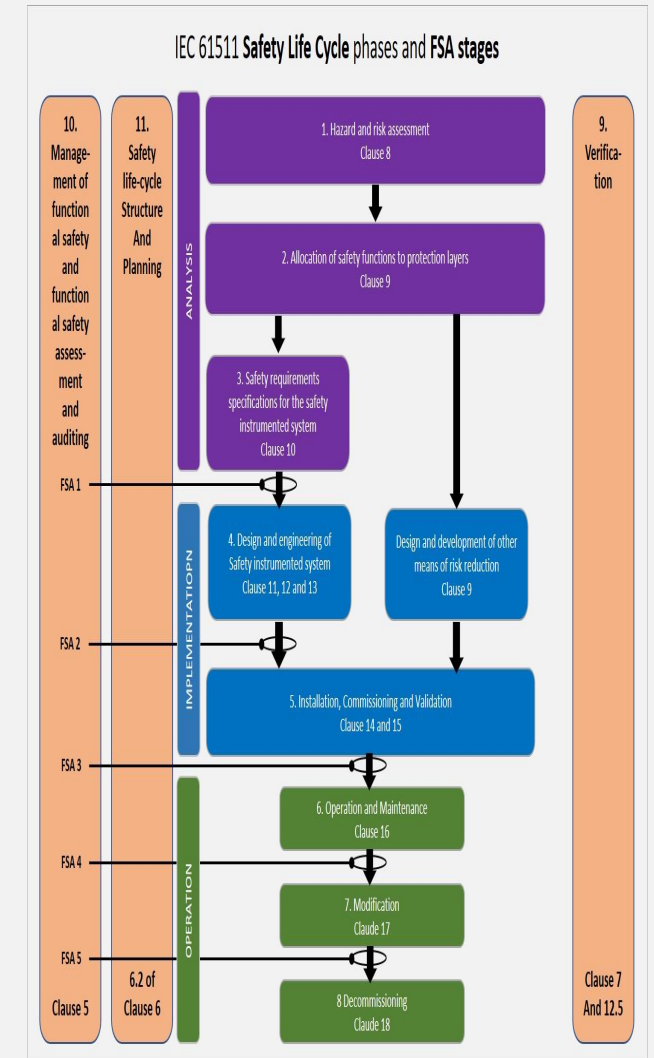 IEC 61511 Safety Life Cycle phases and FSA stages
10.
Manage-
ment of
function
al safety
and
function
al safety
assess-
ment
and
auditing
FSA 1
FSA 2
FSA 3
FSA 4
FSA 5
Clause 5
11.
Safety
life-cycle
Structure
And
Planning
6.2 of
Clause 6
ANALYSIS
1. Hazard and risk assessment
Clause 8
2. Allocation of safety functions to protection layers
Clause 9
3. Safety requirements
specifications for the safety
instrumented system
Clause 10
IMPLEMENTATIOPN
4. Design and engineering of
Safety instrumented system
Clause 11, 12 and 13
Design and development of other
means of risk reduction
Clause 9
5. Installation, Commissioning and Validation
Clause 14 and 15
OPERATION
6. Operation and Maintenance
Clause 16
7. Modification
Claude 17
8 Decommissioning
Claude 18
9.
Verifica-
tion
Clause 7
And 12.5